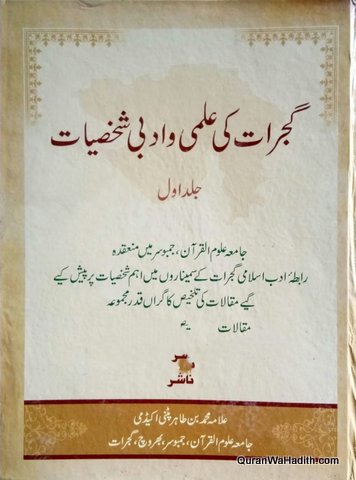 گجرات کی علمی و ادبی شخصیات
جلد اول
جامعہ علوم القرآن، جمبوسر میں منعقدہ
رابطۂ ادب اسلامی گجرات کے سمیناروں میں اہم شخصیات پر پیش کیے
گیے مقالات کی تلخیص کا گراں قدر مجموعہ
مقالات
ناشر
علامہ محمد بن طاہر پٹنی اکیڈمی
جامعہ علوم القرآن، جمبوسر، بھروچ، گجرات
QuranWaHadith.com